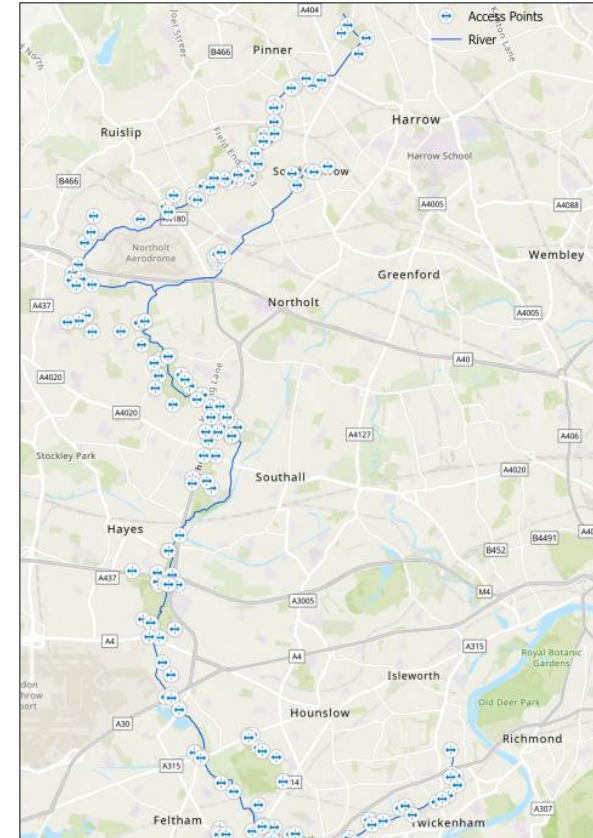 A404
Access Points
River
Pinner
B466
Ruislip
Harrow
Harrow School
B466
A4005
A4088
Northolt
Aerodrome
Wembley
Greenford
A437
Northolt
A4005
A40
A4020
A4020
A4127
A406
Stockley Park
A4020
Southall
Hayes
B4491
B452
A437
M4
A3005
A4
A315
A4
Royal Botanic
Gardens
Isleworth
Old Deer Park
Hounslow
A30
Richmond
A315
A307
Feltham